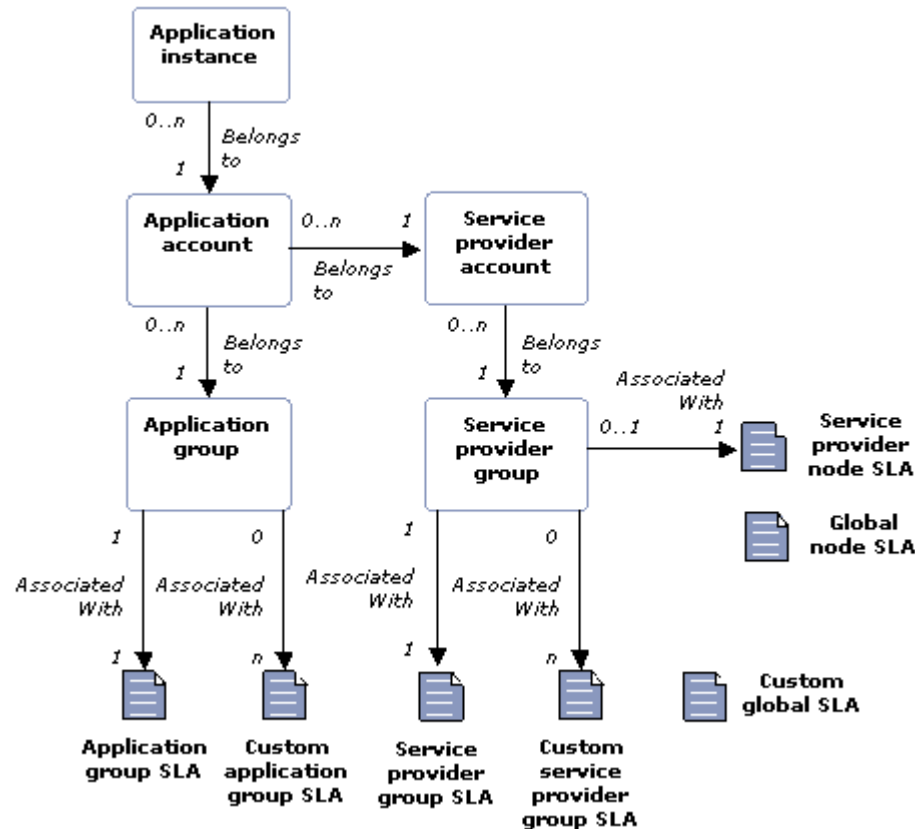 Application
instance
0..n
Belongs
to
1
Application
account
0..n
1
Belongs
to
Service
provider
account
0..n
Belongs
to
1
0..n
Belongs
to
1
Application
group
Service
provider
group
Associated
With
0..1
1
Service
provider
node SLA
Global
node SLA
1
Associated
With
1
0
Associated
With
n
1
Associated
With
1
0
Associated
With
n
Application
group SLA
Custom
application
group SLA
Service
provider
group SLA
Custom
service
provider
group SLA
Custom
global SLA